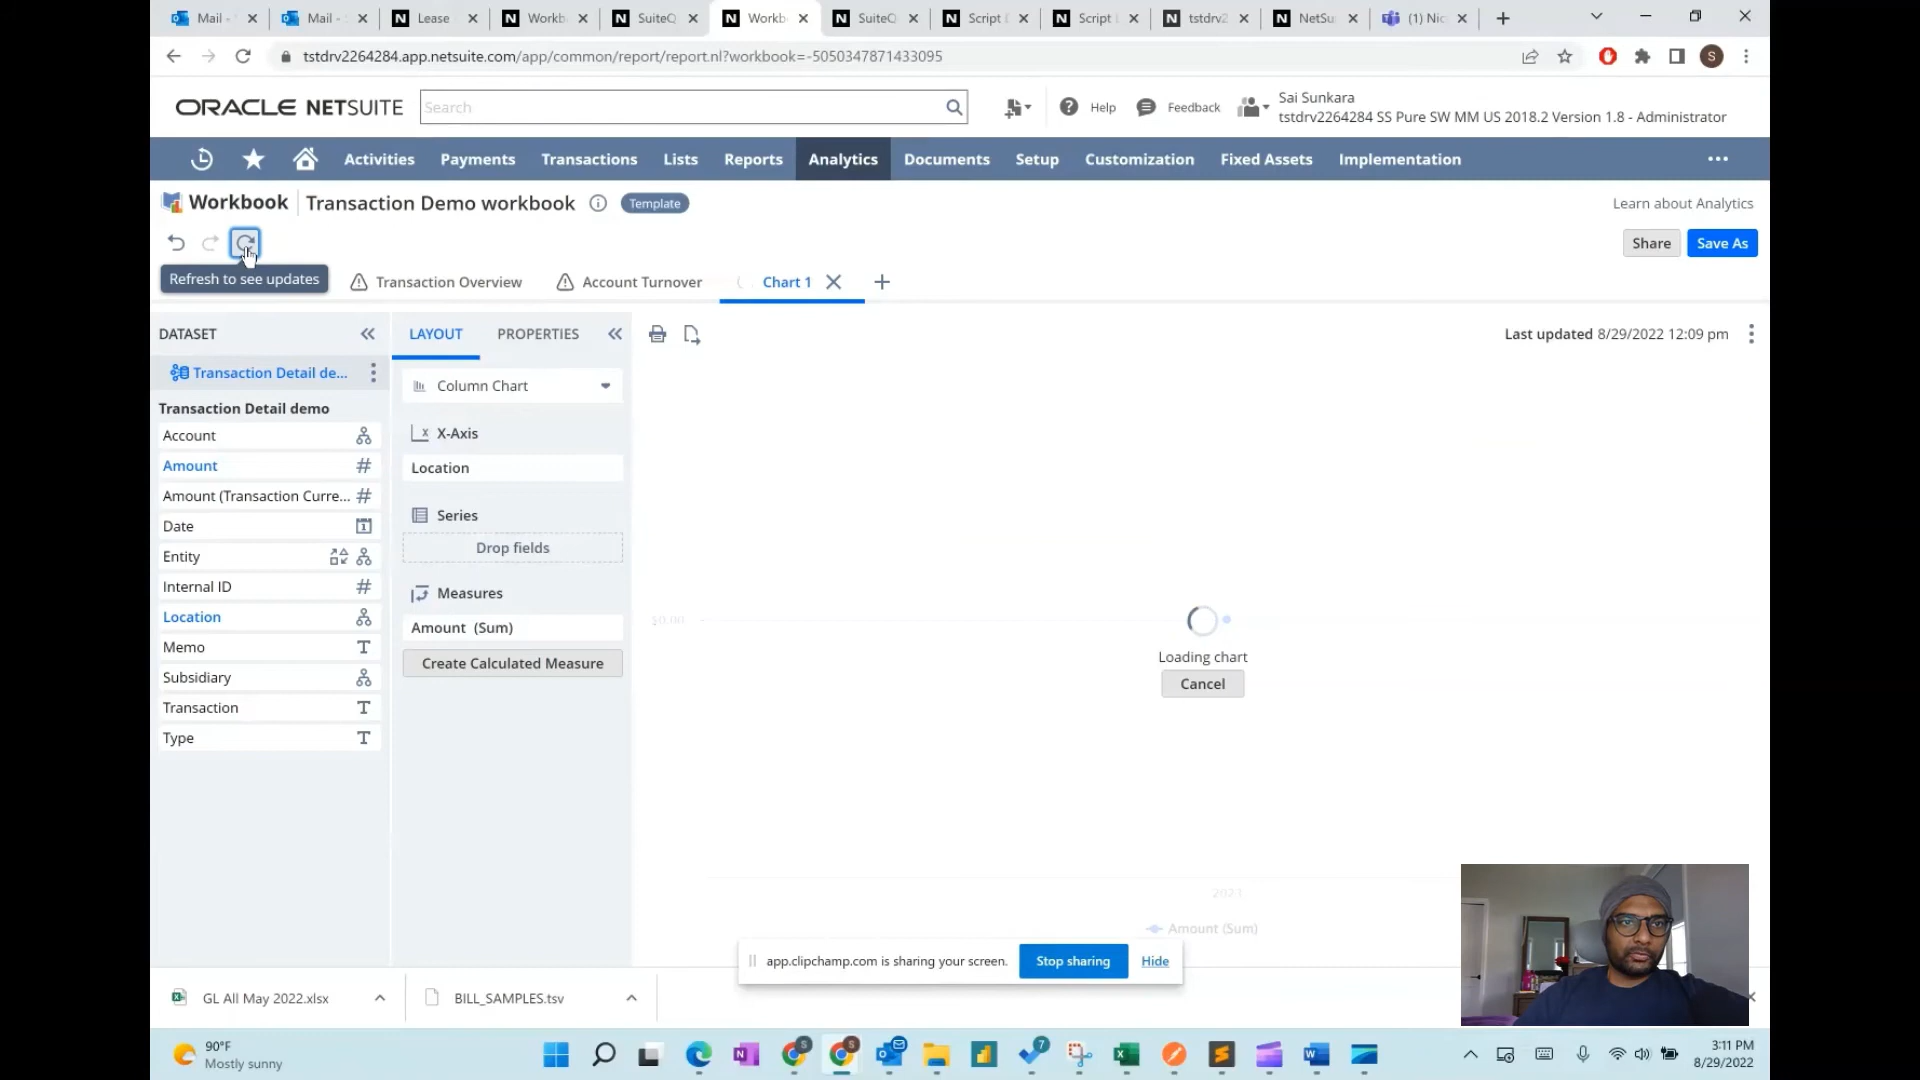 Mail -
Mail -
Lease
Workb
SuiteQ
Workb
SuiteQ
Script
Script
tstdrv2
NetSu
(1) Nic
tstdrv2264284.app.netsuite.com/app/common/report/report.nl?workbook=-5050347871433095
S
ORACLE NETSUITE
Search
Help
Feedback
Sai Sunkara
tstdrv2264284 SS Pure SW MM US 2018.2 Version 1.8 - Administrator
Activities
Payments
Transactions
Lists
Reports
Analytics
Documents
Setup
Customization
Fixed Assets
Implementation
Workbook
Transaction Demo workbook
Template
Learn about Analytics
Share
Save As
Refresh to see updates
Transaction Overview
Account Turnover
Chart 1
DATASET
LAYOUT
PROPERTIES
Last updated 8/29/2022 12:09 pm
Transaction Detail de...
Column Chart
Transaction Detail demo
Account
X-Axis
Amount
Location
Amount (Transaction Curre...
Date
Series
Entity
Drop fields
Internal ID
Measures
Location
Amount (Sum)
$0.00
Memo
Loading chart
Create Calculated Measure
Subsidiary
Cancel
Transaction
Type
2023
Amount (Sum)
app.clipchamp.com is sharing your screen.
Stop sharing
Hide
GL All May 2022.xlsx
BILL_SAMPLES.tsv
90°F
Mostly sunny
S
S
7
3:11 PM
8/29/2022